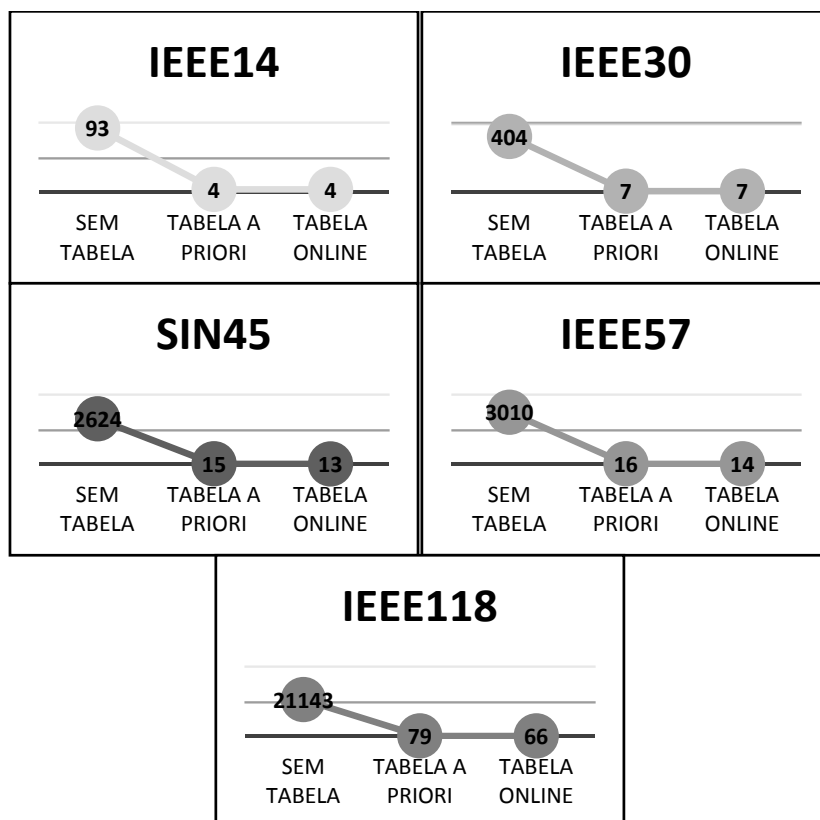 IEEE14
93
4
4
SEM TABELA
TABELA A PRIORI
TABELA ONLINE
IEEE30
404
7
7
SEM TABELA
TABELA A PRIORI
TABELA ONLINE
SIN45
2624
15
13
SEM TABELA
TABELA A PRIORI
TABELA ONLINE
IEEE57
3010
16
14
SEM TABELA
TABELA A PRIORI
TABELA ONLINE
IEEE118
21143
79
66
SEM TABELA
TABELA A PRIORI
TABELA ONLINE